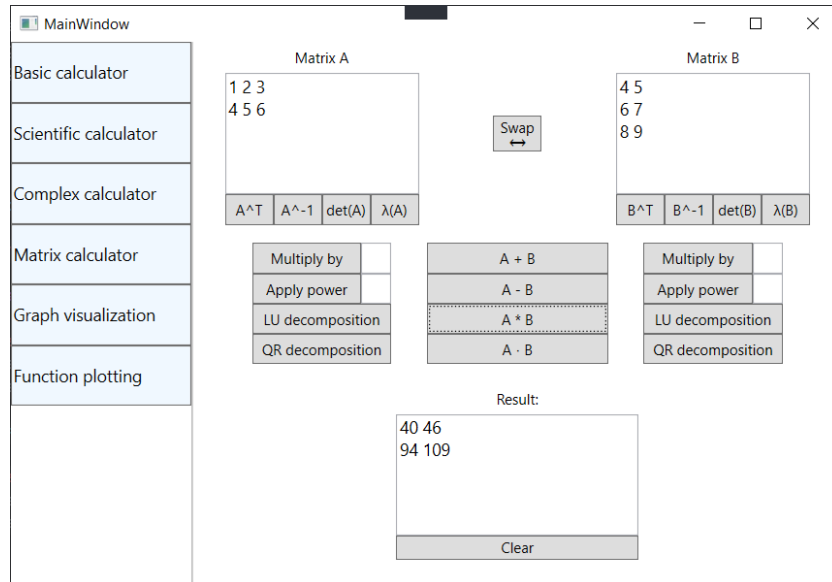 MainWindow
Basic calculator
Scientific calculator
Complex calculator
Matrix calculator
Graph visualization
Function plotting
Matrix A
1 2 3
4 5 6
A^T A^-1 det(A) λ(A)
Swap
↔
Matrix B
4 5
6 7
8 9
B^T B^-1 det(B) λ(B)
Multiply by
Apply power
LU decomposition
QR decomposition
A + B
A - B
A * B
A · B
Multiply by
Apply power
LU decomposition
QR decomposition
Result:
40 46
94 109
Clear